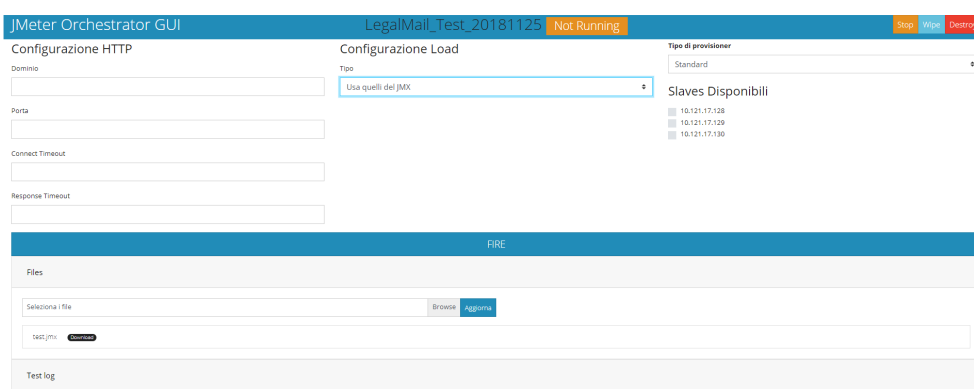 JMeter Orchestrator GUI
LegalMail_Test_20181125 Not Running
Stop Wipe Destroy
Configurazione HTTP
Dominio
Porta
Connect Timeout
Response Timeout
Configurazione Load
Tipo
Usa quelli del JMX
Tipo di provisioner
Standard
Slaves Disponibili
10.121.17.128
10.121.17.129
10.121.17.130
FIRE
Files
Seleziona i file Browse Aggiorna
test.jmx Download
Test log